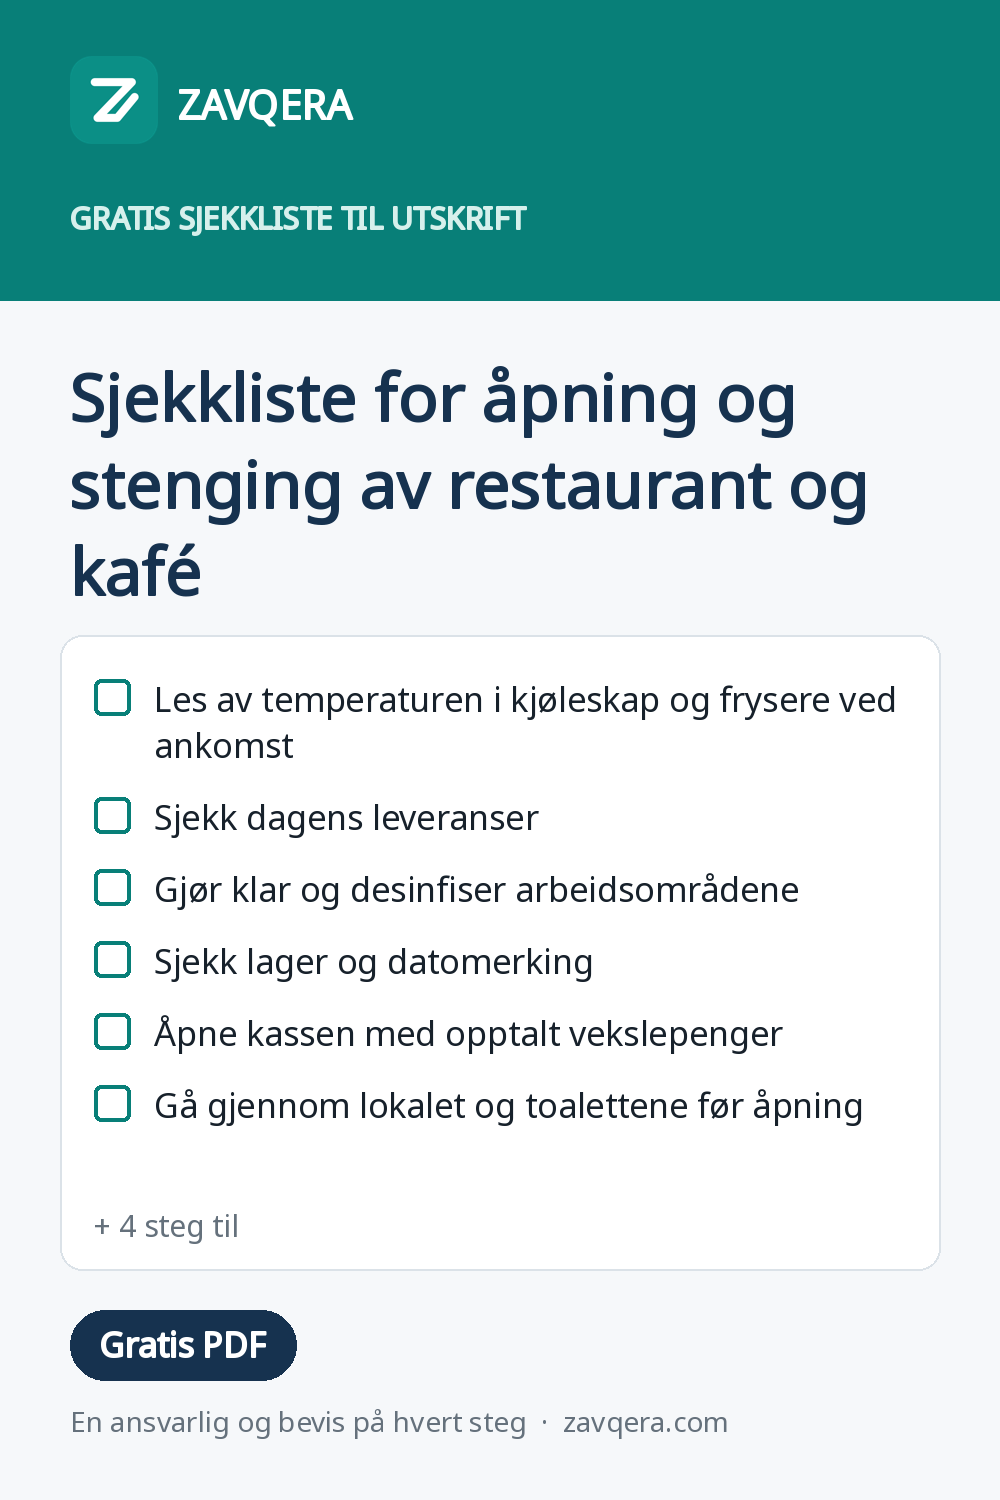 ZAVQERA
GRATIS SJEKKLISTE TIL UTSKRIFT
Sjekkliste for åpning og
stenging av restaurant og
kafé
Les av temperaturen i kjøleskap og frysere ved
ankomst
Sjekk dagens leveranser
Gjør klar og desinfiser arbeidsområdene
Sjekk lager og datomerking
Åpne kassen med opptalt vekslepenger
Gå gjennom lokalet og toalettene før åpning
+ 4 steg til
Gratis PDF
En ansvarlig og bevis på hvert steg · zavqera.com